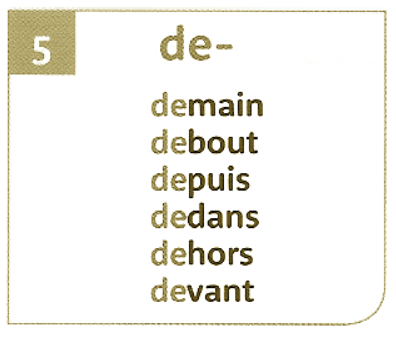 5
de-
demain
debout
depuis
dedans
dehors
devant